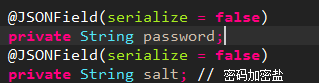 @JSONField(serialize = false)
private String password;
@JSONField(serialize = false)
private String salt; // 密码加密盐